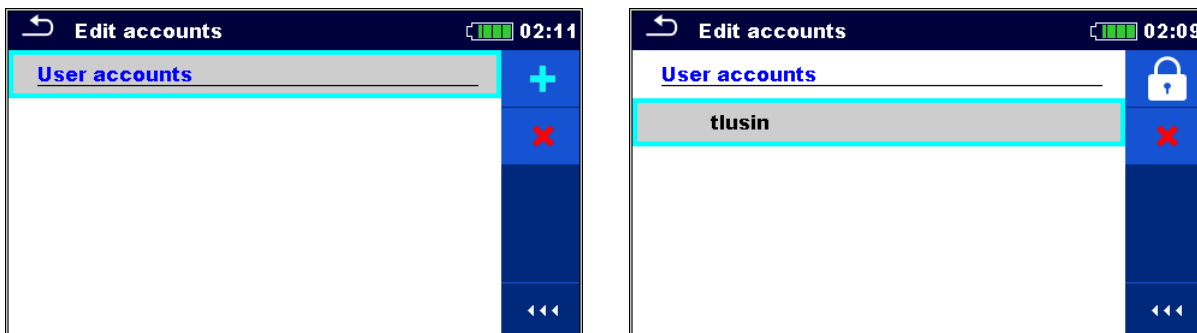 Edit accounts 02:11
User accounts
Edit accounts 02:09
User accounts
tlusin